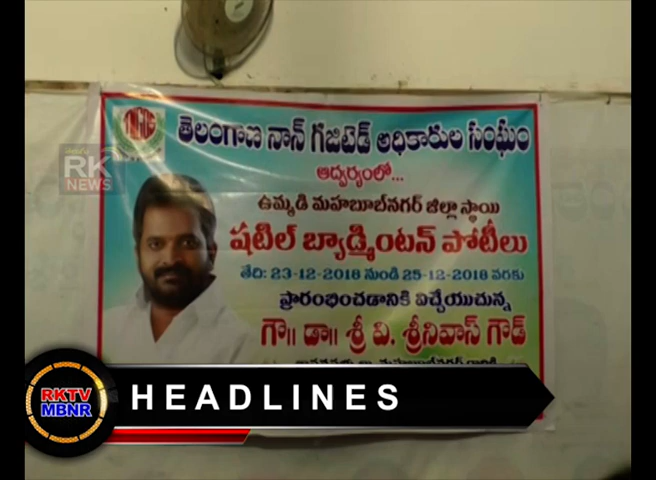 తెలంగాణ నాన్ గజిటెడ్ అధికారుల సంఘం
ఆద్వర్యంలో...
RK
NEWS
ఉమ్మడి మహబూబ్‌నగర్ జిల్లా స్థాయి
షటిల్ బ్యాడ్మింటన్ పోటీలు
తేది: 23-12-2018 నుండి 25-12-2018 వరకు
ప్రారంభించడానికి విచ్చేయుచున్న
గౌ|| డా|| శ్రీ వి. శ్రీనివాస్ గౌడ్
RKTV
MBNR
HEADLINES